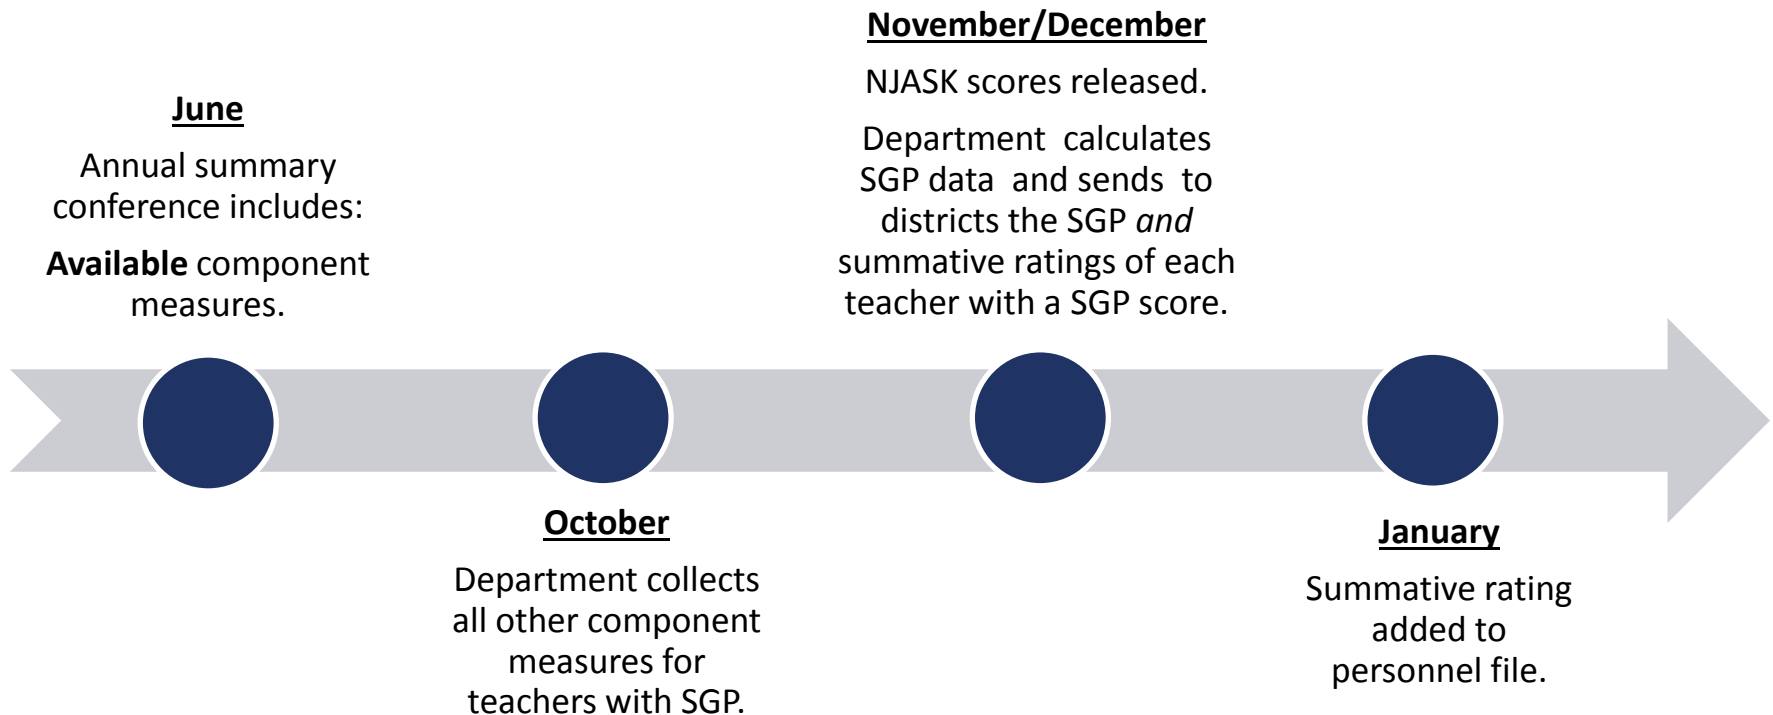 June
Annual summary
conference includes:
Available component
measures.
October
Department collects
all other component
measures for
teachers with SGP.
November/December
NJASK scores released.
Department calculates
SGP data and sends to
districts the SGP and
summative ratings of each
teacher with a SGP score.
January
Summative rating
added to
personnel file.